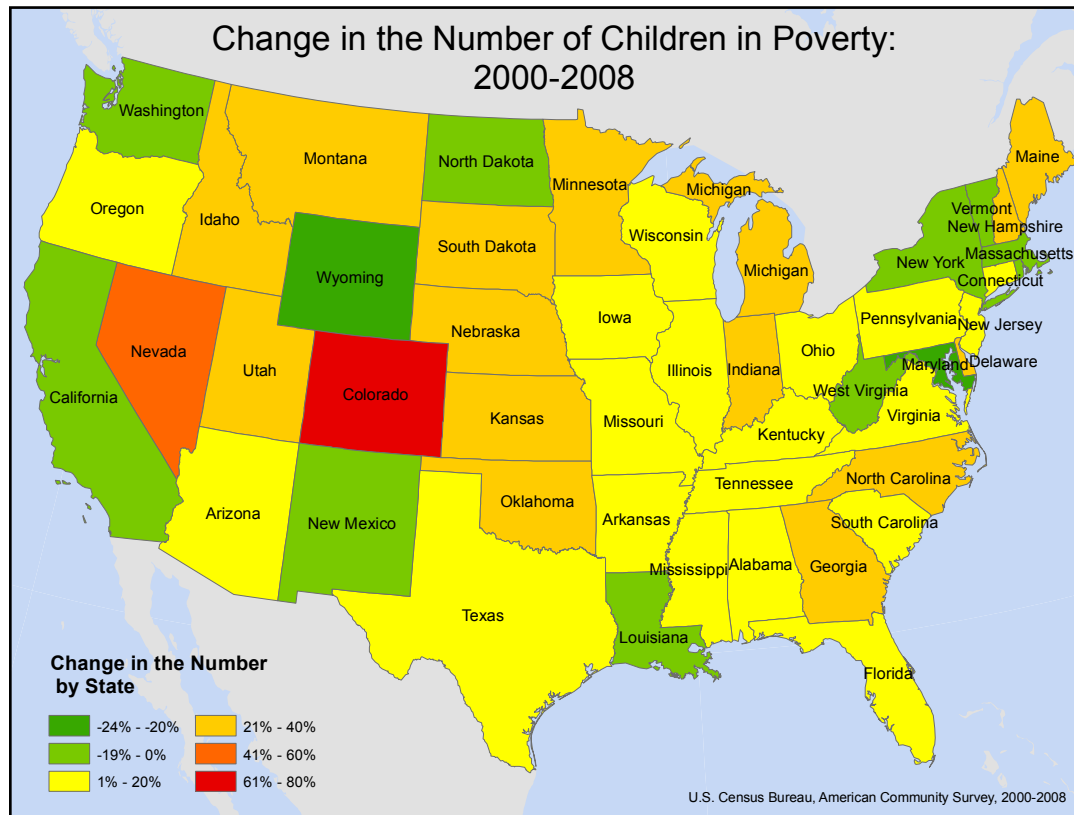 Change in the Number of Children in Poverty:
2000-2008
Washington
Montana
North Dakota
Minnesota
Michigan
Maine
Oregon
Idaho
South Dakota
Wisconsin
Vermont
New Hampshire
Massachusetts
New York
Connecticut
Wyoming
Michigan
Nebraska
Iowa
Pennsylvania
New Jersey
Nevada
Utah
Colorado
Illinois
Indiana
Ohio
Maryland
Delaware
California
Kansas
Missouri
West Virginia
Virginia
Kentucky
Arizona
New Mexico
Oklahoma
Arkansas
Tennessee
North Carolina
South Carolina
Texas
Mississippi
Alabama
Georgia
Louisiana
Florida
Change in the Number
by State
-24% - -20%
-19% - 0%
1% - 20%
21% - 40%
41% - 60%
61% - 80%
U.S. Census Bureau, American Community Survey, 2000-2008